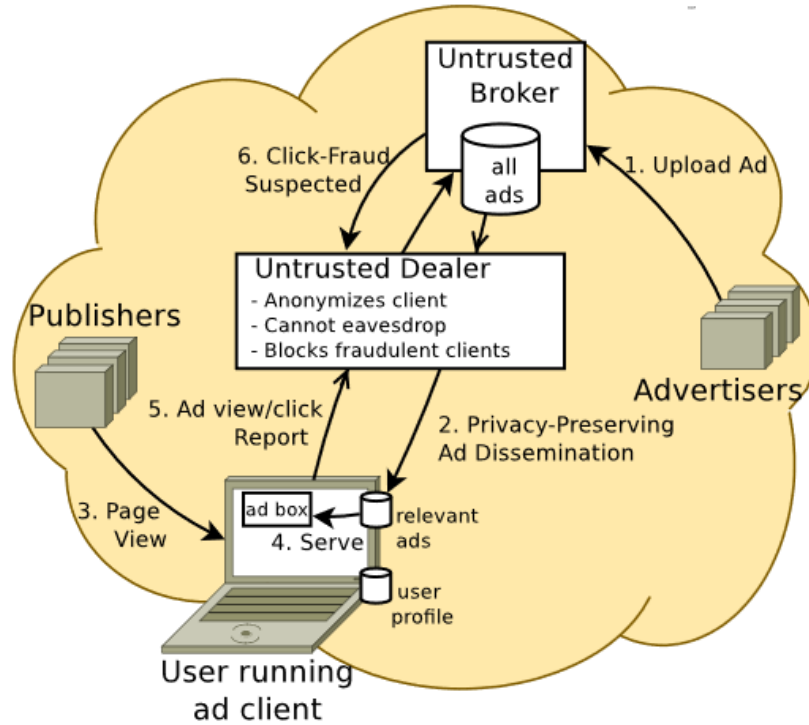 Untrusted
Broker
all
ads
6. Click-Fraud
Suspected
1. Upload Ad
Untrusted Dealer
- Anonymizes client
- Cannot eavesdrop
- Blocks fraudulent clients
Publishers
Advertisers
5. Ad view/click
Report
2. Privacy-Preserving
Ad Dissemination
3. Page
View
ad box
4. Serve
relevant
ads
user
profile
User running
ad client